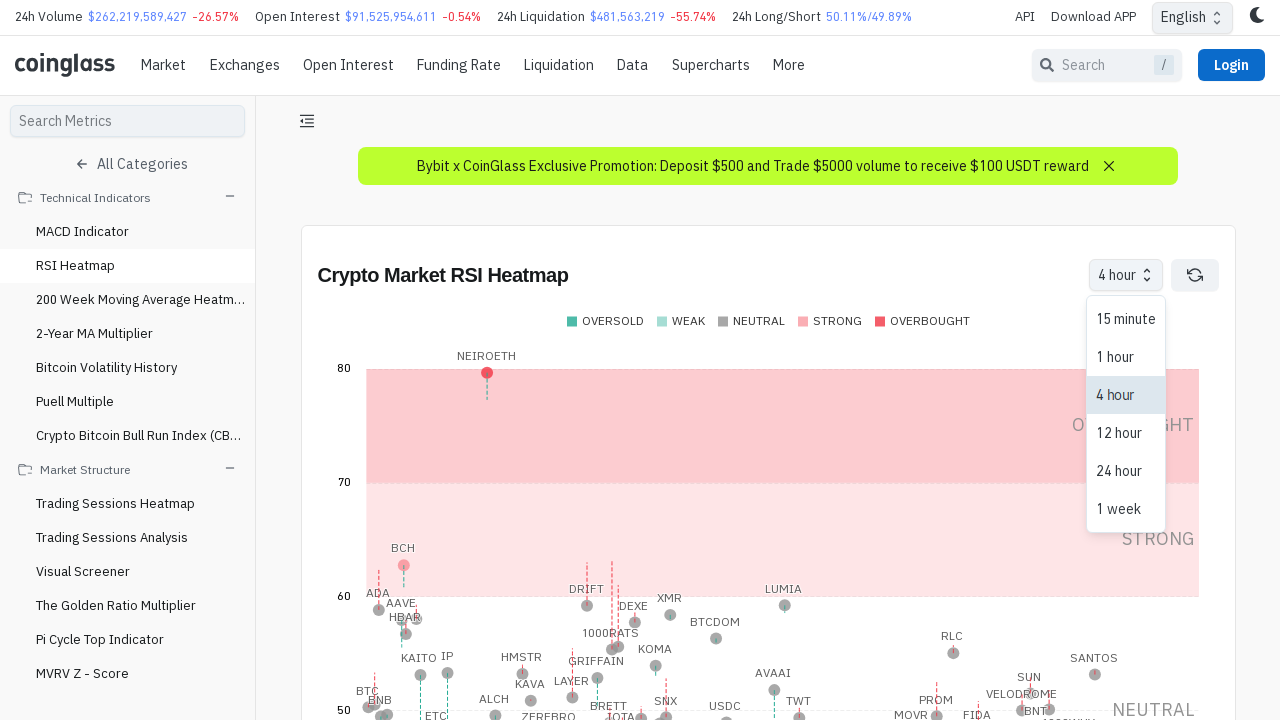 24h Volume $262,219,589,427 -26.57% Open Interest $91,525,954,611 -0.54% 24h Liquidation $481,563,219 -55.74% 24h Long/Short 50.11%/49.89% API Download APP English
coinglass Market Exchanges Open Interest Funding Rate Liquidation Data Supercharts More Search / Login
Search Metrics
All Categories
Technical Indicators
MACD Indicator
RSI Heatmap
200 Week Moving Average Heatm...
2-Year MA Multiplier
Bitcoin Volatility History
Puell Multiple
Crypto Bitcoin Bull Run Index (CB...
Market Structure
Trading Sessions Heatmap
Trading Sessions Analysis
Visual Screener
The Golden Ratio Multiplier
Pi Cycle Top Indicator
MVRV Z - Score
Bybit x CoinGlass Exclusive Promotion: Deposit $500 and Trade $5000 volume to receive $100 USDT reward
Crypto Market RSI Heatmap
4 hour
15 minute
1 hour
4 hour
12 hour
24 hour
1 week
OVERSOLD WEAK NEUTRAL STRONG OVERBOUGHT
NEIROETH
80
70
STRONG
BCH
60
ADA
AAVE
HBAR
DRIFT
DEXE
XMR
LUMIA
1000RATS
BTCDOM
KOMA
RLC
KAITO
IP
HMSTR
GRIFFAIN
SANTOS
KAVA
LAYER
AVAAI
SUN
BTC
BNB
ALCH
BRETT
SNX
USDC
TWT
PROM
VELODROME
50
ETC
ZEREBRO
IOTA
MOVR
FIDA
BNT
NEUTRAL